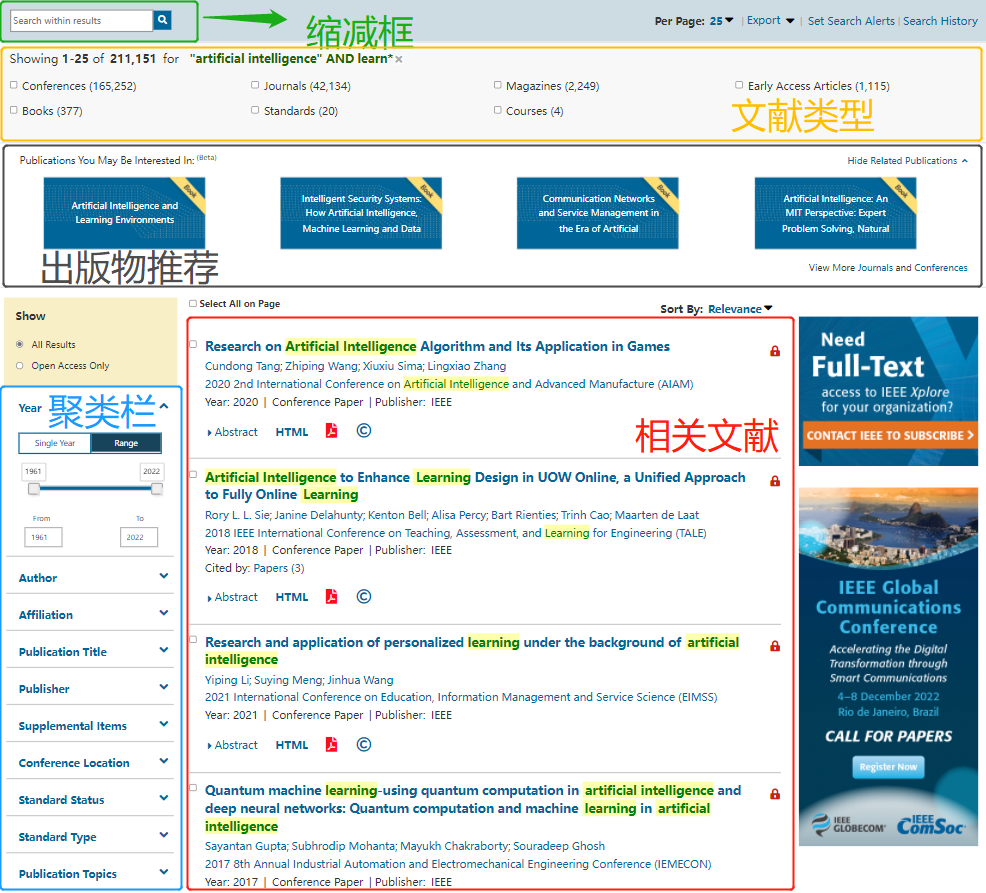 Search within results
缩减框
Per Page: 25 | Export | Set Search Alerts | Search History
Showing 1-25 of 211,151 for "artificial intelligence" AND learn* ×
Conferences (165,252)
Journals (42,134)
Magazines (2,249)
Early Access Articles (1,115)
Books (377)
Standards (20)
Courses (4)
文献类型
Publications You May Be Interested In: (Beta)
Hide Related Publications
Artificial Intelligence and
Learning Environments
Book
Intelligent Security Systems:
How Artificial Intelligence,
Machine Learning and Data
Book
Communication Networks
and Service Management in
the Era of Artificial
Book
Artificial Intelligence: An
MIT Perspective: Expert
Problem Solving, Natural
Book
出版物推荐
View More Journals and Conferences
Show
All Results
Open Access Only
Year
聚类栏
Single Year
Range
1961
2022
From
To
1961
2022
Author
Affiliation
Publication Title
Publisher
Supplemental Items
Conference Location
Standard Status
Standard Type
Publication Topics
Select All on Page
Sort By: Relevance
相关文献
Research on Artificial Intelligence Algorithm and Its Application in Games
Cundong Tang; Zhiping Wang; Xiuxiu Sima; Lingxiao Zhang
2020 2nd International Conference on Artificial Intelligence and Advanced Manufacture (AIAM)
Year: 2020 | Conference Paper | Publisher: IEEE
Abstract HTML ©
Artificial Intelligence to Enhance Learning Design in UOW Online, a Unified Approach
to Fully Online Learning
Rory L. L. Sie; Janine Delahunty; Kenton Bell; Alisa Percy; Bart Rienties; Trinh Cao; Maarten de Laat
2018 IEEE International Conference on Teaching, Assessment, and Learning for Engineering (TALE)
Year: 2018 | Conference Paper | Publisher: IEEE
Cited by: Papers (3)
Abstract HTML ©
Research and application of personalized learning under the background of artificial
intelligence
Yiping Li; Suying Meng; Jinhua Wang
2021 International Conference on Education, Information Management and Service Science (EIMSS)
Year: 2021 | Conference Paper | Publisher: IEEE
Abstract HTML ©
Quantum machine learning-using quantum computation in artificial intelligence and
deep neural networks: Quantum computation and machine learning in artificial
intelligence
Sayantan Gupta; Subhrodip Mohanta; Mayukh Chakraborty; Souradeep Ghosh
2017 8th Annual Industrial Automation and Electromechanical Engineering Conference (IEMECON)
Year: 2017 | Conference Paper | Publisher: IEEE
Need
Full-Text
access to IEEE Xplore
for your organization?
CONTACT IEEE TO SUBSCRIBE >
IEEE Global
Communications
Conference
Accelerating the Digital
Transformation through
Smart Communications
4–8 December 2022
Rio de Janeiro, Brazil
CALL FOR PAPERS
Register Now
IEEE
GLOBECOM
IEEE
ComSoc